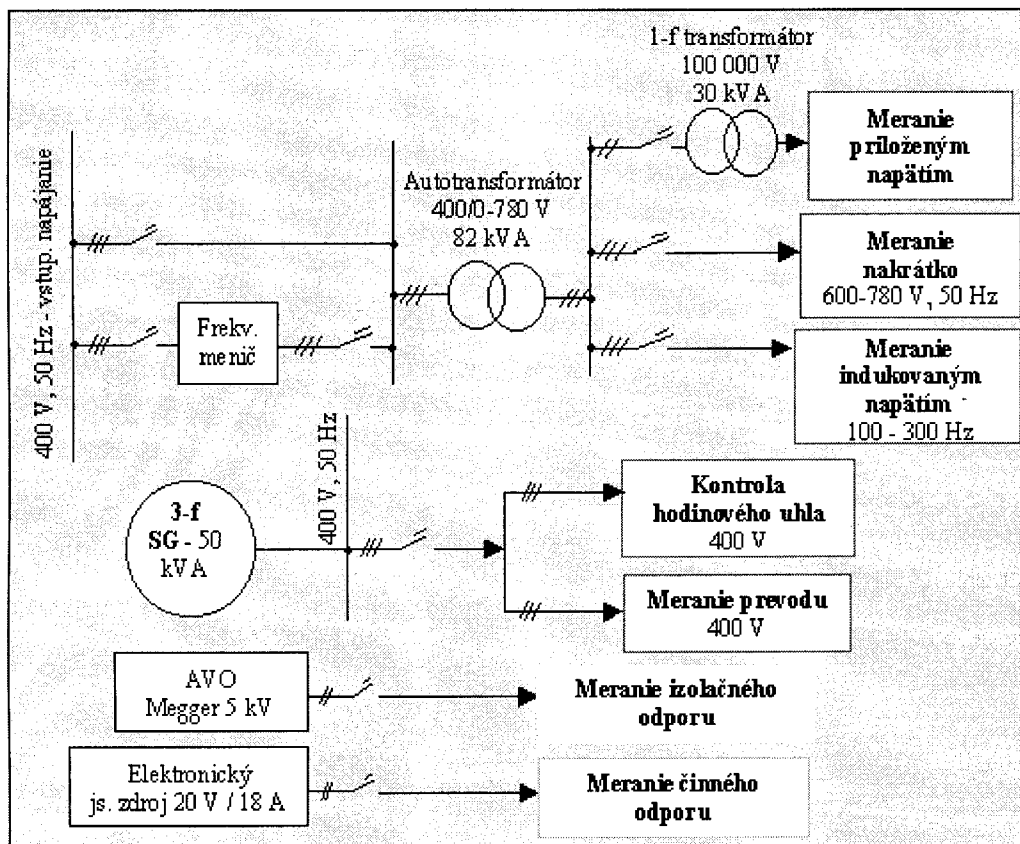 1-f transformátor
100 000 V
30 kVA
Meranie
priloženým
napätím
400 V, 50 Hz - vstup. napájanie
Autotransformátor
400/0-780 V
82 kVA
Meranie
nakrátko
600-780 V, 50 Hz
Frekv.
menič
Meranie
indukovaným
napätím
100 - 300 Hz
400 V, 50 Hz
3-f
SG - 50
kVA
Kontrola
hodinového uhla
400 V
Meranie prevodu
400 V
AVO
Megger 5 kV
Meranie izolačného
odporu
Elektronický
js. zdroj 20 V / 18 A
Meranie činného
odporu